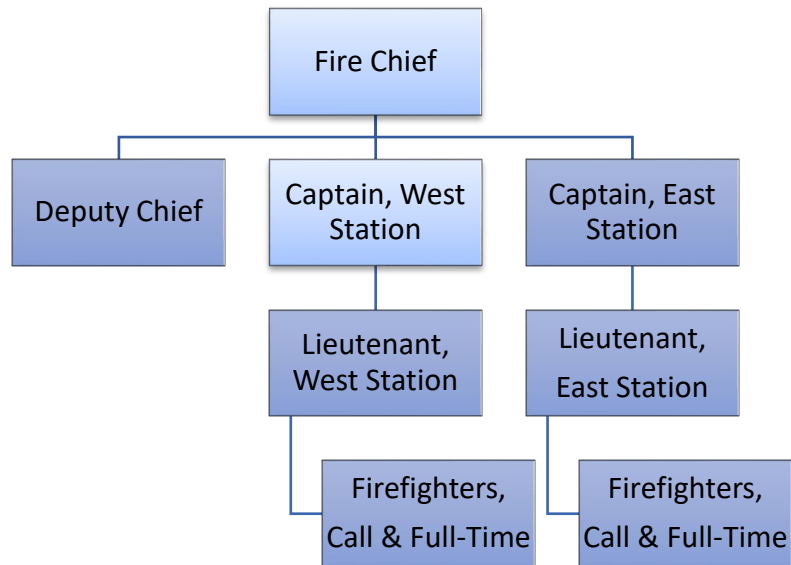 Fire Chief
Deputy Chief
Captain, West
Station
Captain, East
Station
Lieutenant,
West Station
Lieutenant,
East Station
Firefighters,
Call & Full-Time
Firefighters,
Call & Full-Time